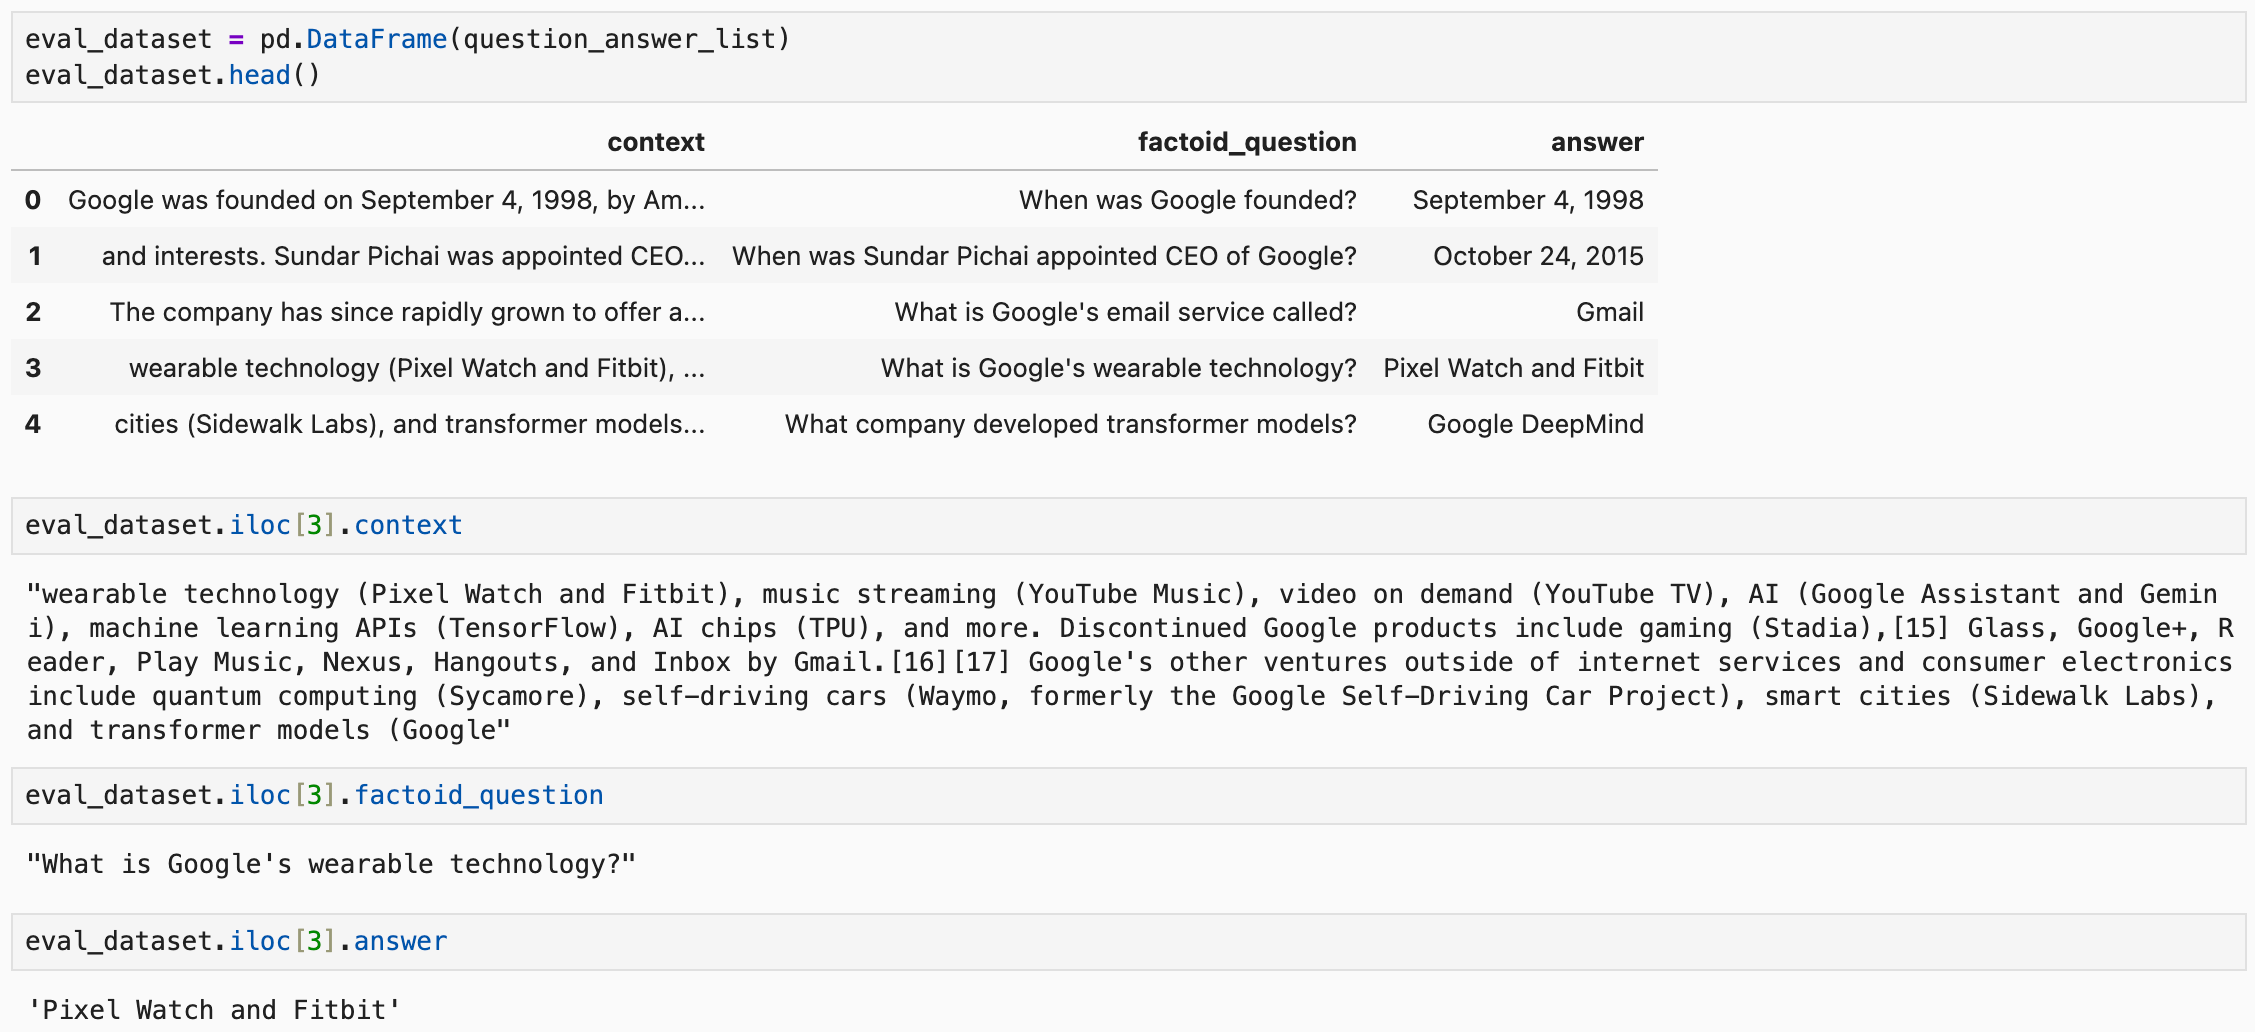 eval_dataset = pd.DataFrame(question_answer_list)
eval_dataset.head()
context factoid_question answer
0 Google was founded on September 4, 1998, by Am... When was Google founded? September 4, 1998
1 and interests. Sundar Pichai was appointed CEO... When was Sundar Pichai appointed CEO of Google? October 24, 2015
2 The company has since rapidly grown to offer a... What is Google's email service called? Gmail
3 wearable technology (Pixel Watch and Fitbit), ... What is Google's wearable technology? Pixel Watch and Fitbit
4 cities (Sidewalk Labs), and transformer models... What company developed transformer models? Google DeepMind
eval_dataset.iloc[3].context
"wearable technology (Pixel Watch and Fitbit), music streaming (YouTube Music), video on demand (YouTube TV), AI (Google Assistant and Gemin
i), machine learning APIs (TensorFlow), AI chips (TPU), and more. Discontinued Google products include gaming (Stadia),[15] Glass, Google+, R
eader, Play Music, Nexus, Hangouts, and Inbox by Gmail.[16][17] Google's other ventures outside of internet services and consumer electronics
include quantum computing (Sycamore), self-driving cars (Waymo, formerly the Google Self-Driving Car Project), smart cities (Sidewalk Labs),
and transformer models (Google"
eval_dataset.iloc[3].factoid_question
"What is Google's wearable technology?"
eval_dataset.iloc[3].answer
'Pixel Watch and Fitbit'